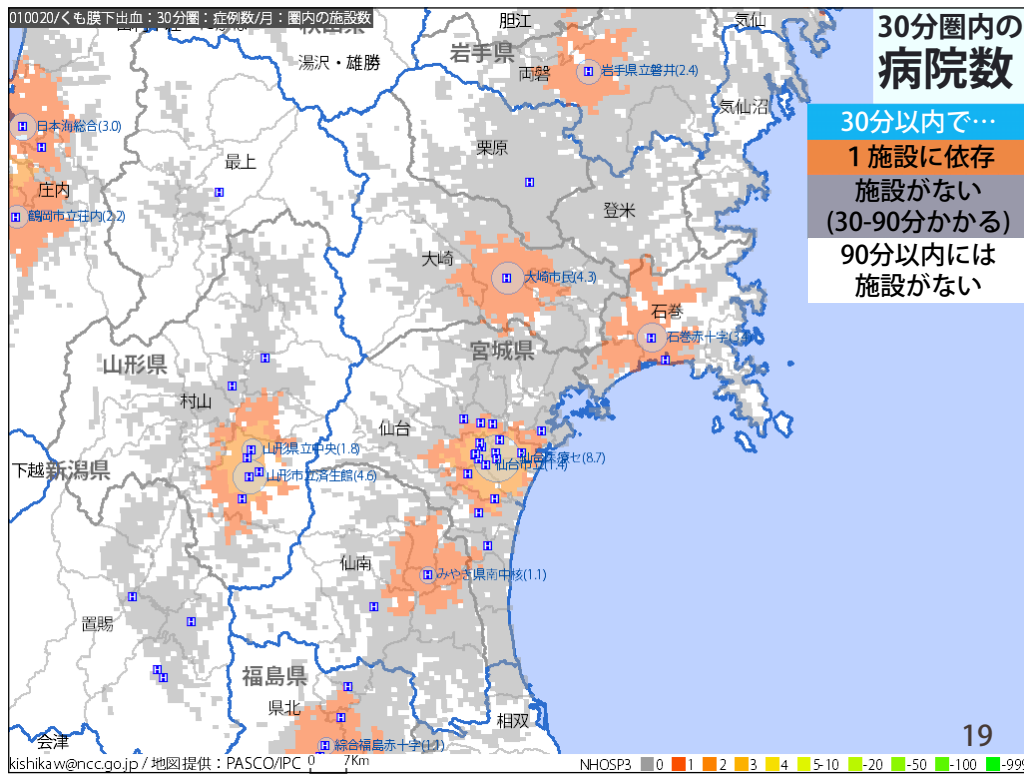 010020/くも膜下出血：30分圏：症例数/月：圏内の施設数
30分圏内の
病院数
30分以内で…
1 施設に依存
施設がない
(30-90分かかる)
90分以内には
施設がない
胆江
気仙
岩手県
湯沢・雄勝
両磐
岩手県立磐井(2.4)
気仙沼
日本海総合(3.0)
栗原
最上
庄内
登米
鶴岡市立荘内(2.2)
大崎
大崎市民(4.3)
石巻
石巻赤十字
宮城県
山形県
村山
仙台
山形県立中央(1.8)
仙台医療セ(8.7)
仙台市立(1.4)
下越
新潟県
山形市立済生館(4.6)
仙南
みやぎ県南中核(1.1)
置賜
福島県
県北
相双
会津
総合福島赤十字(1.1)
19
kishikaw@ncc.go.jp / 地図提供：PASCO/IPC
0 7Km
NHOSP3 0 1 2 3 4 5-10 -20 -50 -100 -999